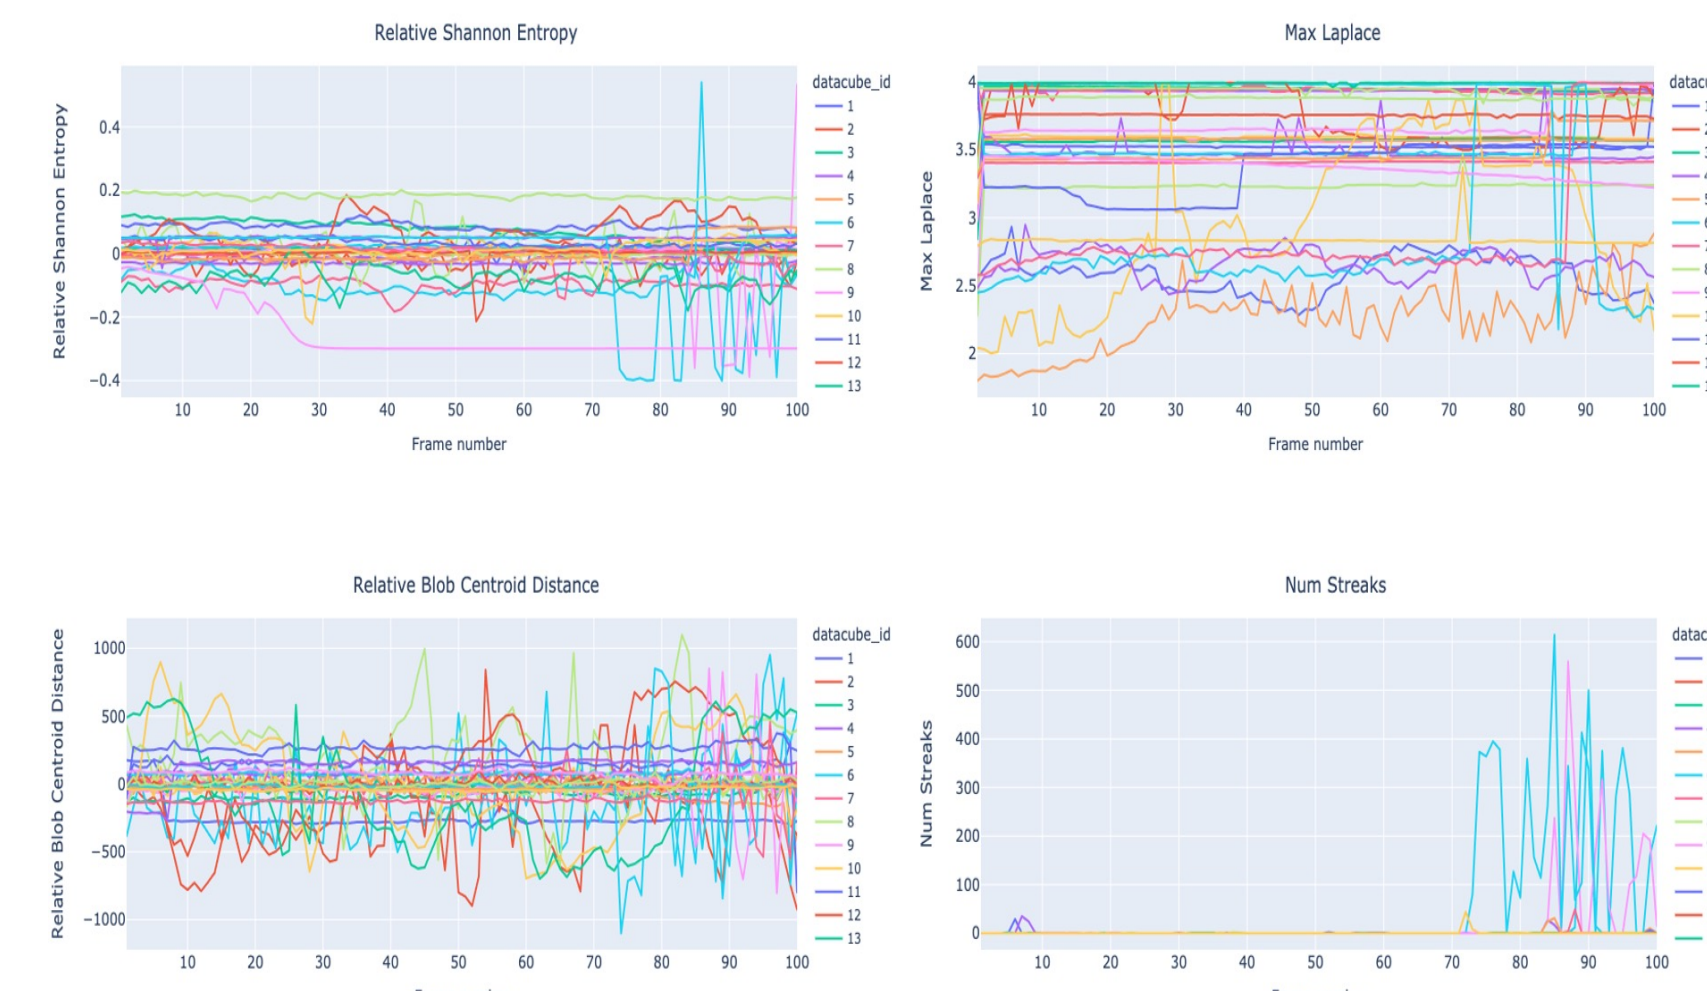 Relative Shannon Entropy
Relative Shannon Entropy
0.4
0.2
0
−0.2
−0.4
10 20 30 40 50 60 70 80 90 100
Frame number
datacube_id
1
2
3
4
5
6
7
8
9
10
11
12
13
Max Laplace
Max Laplace
4
3.5
3
2.5
2
10 20 30 40 50 60 70 80 90 100
Frame number
datacu
Relative Blob Centroid Distance
Relative Blob Centroid Distance
1000
500
0
−500
−1000
10 20 30 40 50 60 70 80 90 100
datacube_id
1
2
3
4
5
6
7
8
9
10
11
12
13
Num Streaks
Num Streaks
600
500
400
300
200
100
0
10 20 30 40 50 60 70 80 90 100
datac